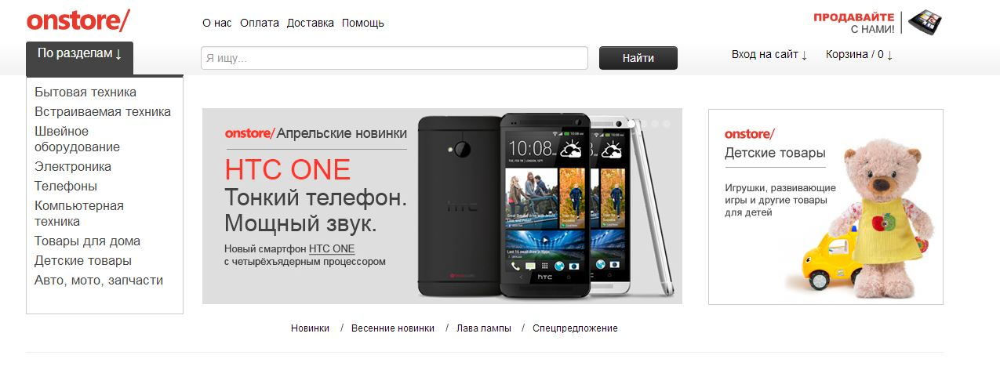 onstore/
О нас Оплата Доставка Помощь
ПРОДАВАЙТЕ
С НАМИ!
По разделам ↓
Я ищу...
Найти
Вход на сайт ↓ Корзина / 0 ↓
Бытовая техника
Встраиваемая техника
Швейное
оборудование
Электроника
Телефоны
Компьютерная
техника
Товары для дома
Детские товары
Авто, мото, запчасти
onstore/ Апрельские новинки
HTC ONE
Тонкий телефон.
Мощный звук.
Новый смартфон HTC ONE
с четырёхъядерным процессором
hTC
10:08
hTC
onstore/
Детские товары
Игрушки, развивающие
игры и другие товары
для детей
Новинки / Весенние новинки / Лава лампы / Спецпредложение